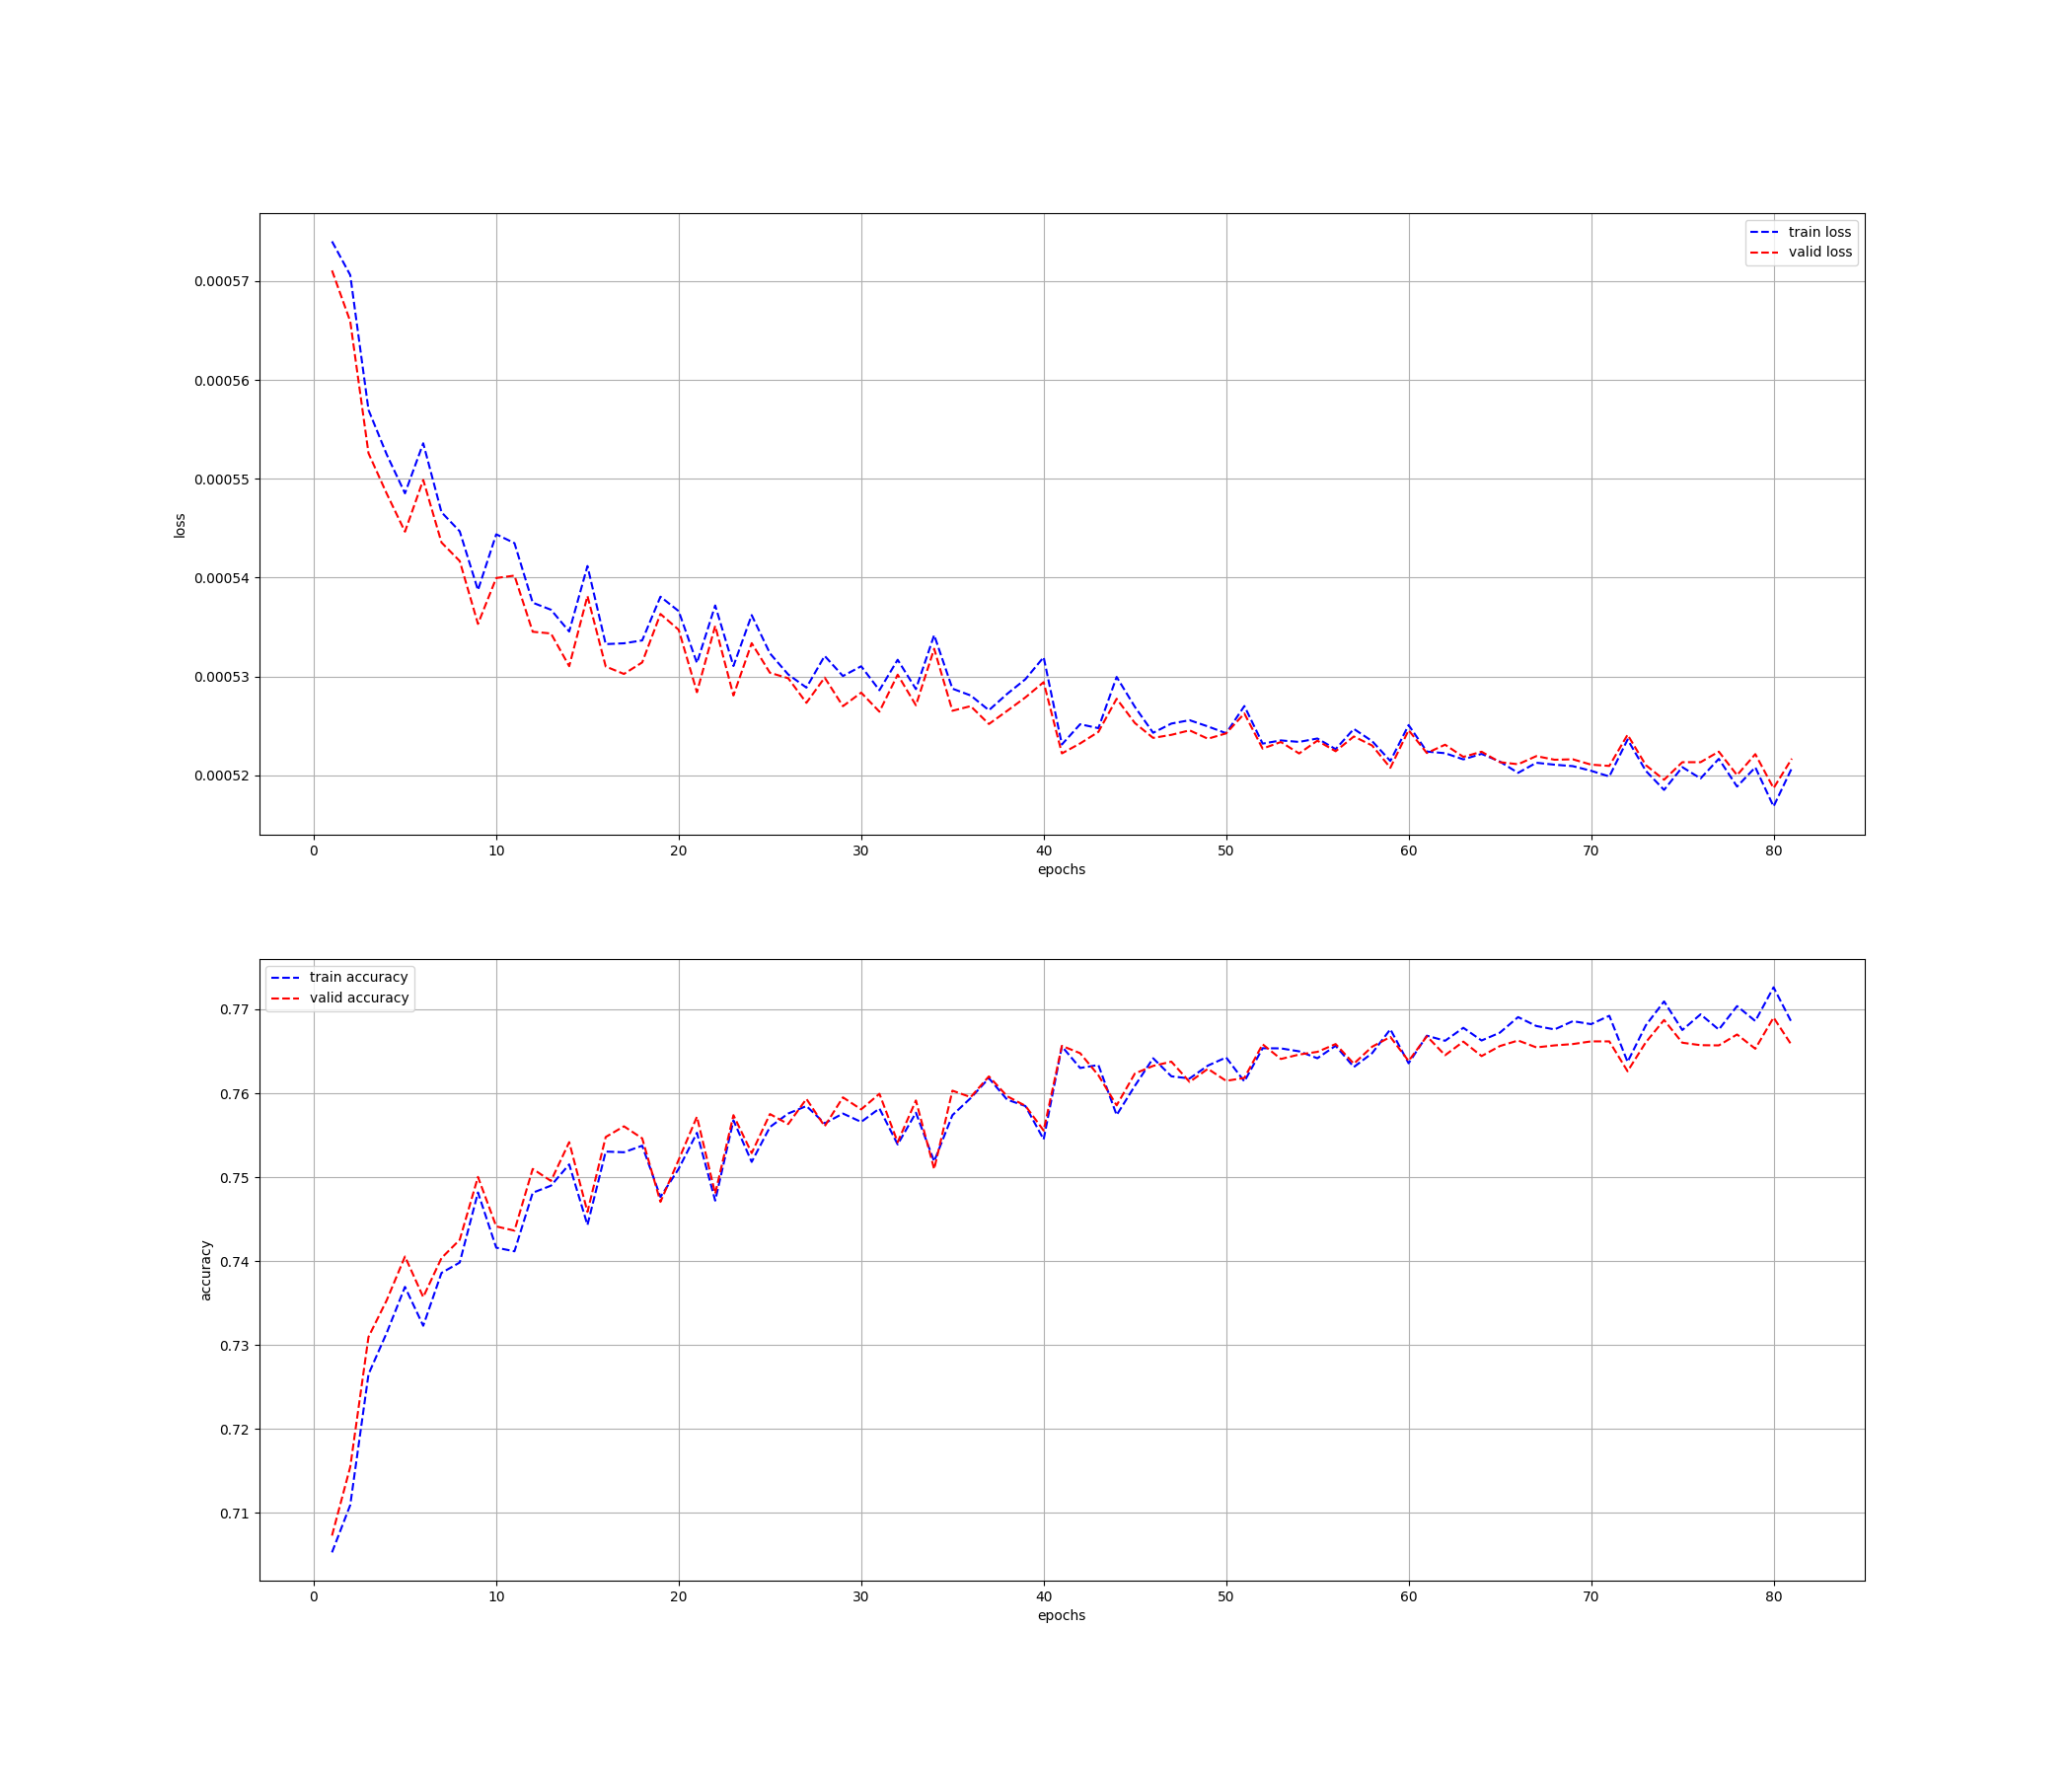 train loss
valid loss
0.00057
0.00056
0.00055
0.00054
0.00053
0.00052
loss
0 10 20 30 40 50 60 70 80
epochs
train accuracy
valid accuracy
0.77
0.76
0.75
0.74
0.73
0.72
0.71
accuracy
0 10 20 30 40 50 60 70 80
epochs